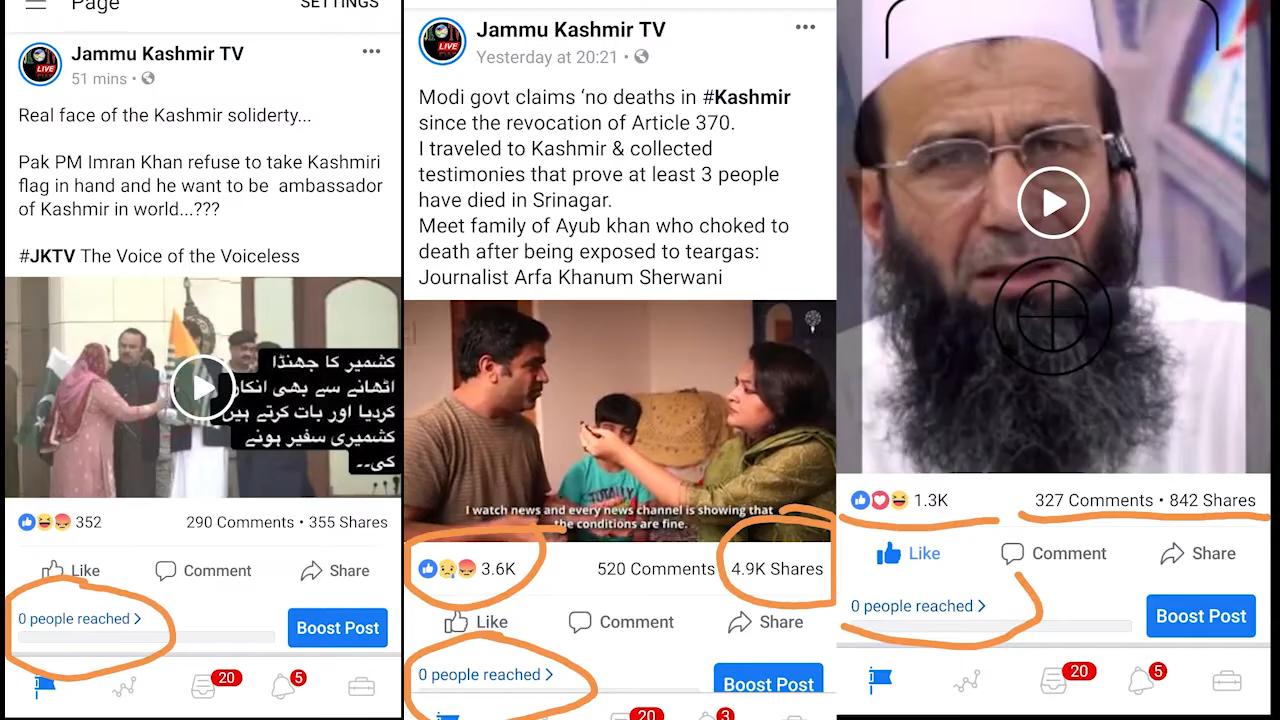 Page
SETTINGS
Jammu Kashmir TV
51 mins •
Real face of the Kashmir soliderty...
Pak PM Imran Khan refuse to take Kashmiri
flag in hand and he want to be ambassador
of Kashmir in world...???
#JKTV The Voice of the Voiceless
LIVE
کشمیر کا جھنڈا
اٹھانے سے بھی انکار
کردیا اور بات کرتے ہیں
کشمیری سفیر ہونے
کی۔۔
352
290 Comments • 355 Shares
Like
Comment
Share
0 people reached >
Boost Post
20
5
Jammu Kashmir TV
Yesterday at 20:21 •
LIVE
Modi govt claims ‘no deaths in #Kashmir
since the revocation of Article 370.
I traveled to Kashmir & collected
testimonies that prove at least 3 people
have died in Srinagar.
Meet family of Ayub khan who choked to
death after being exposed to teargas:
Journalist Arfa Khanum Sherwani
TOTALLY
I watch news and every news channel is showing that
the conditions are fine.
3.6K
520 Comments
4.9K Shares
Like
Comment
Share
0 people reached >
Boost Post
20
3
1.3K
327 Comments • 842 Shares
Like
Comment
Share
0 people reached >
Boost Post
20
5